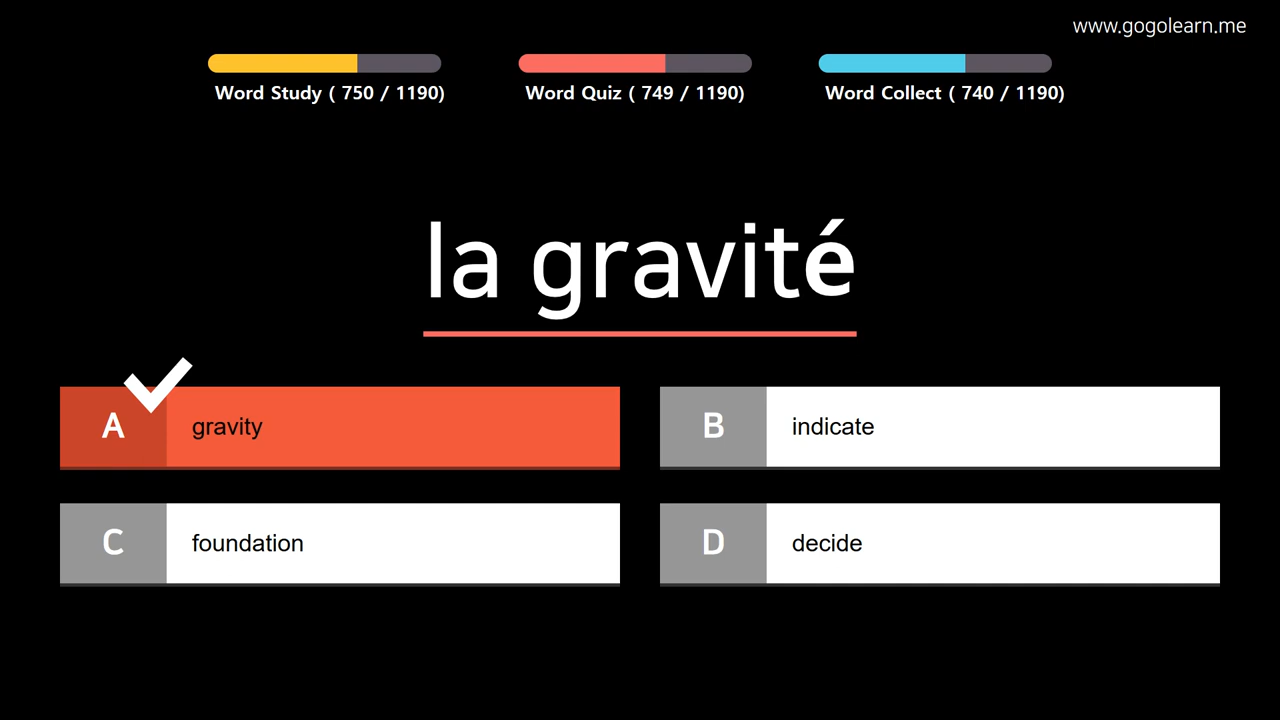 www.gogolearn.me
Word Study ( 750 / 1190)
Word Quiz ( 749 / 1190)
Word Collect ( 740 / 1190)
la gravité
A gravity
B indicate
C foundation
D decide